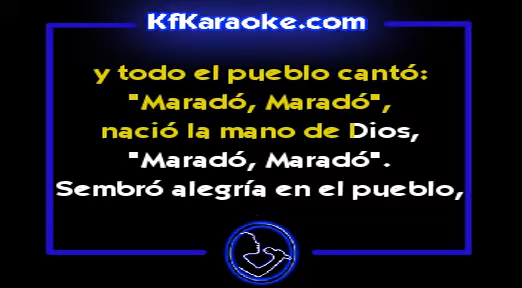 KfKaraoke.com
y todo el pueblo cantó:
"Maradó, Maradó",
nació la mano de Dios,
"Maradó, Maradó".
Sembró alegría en el pueblo,